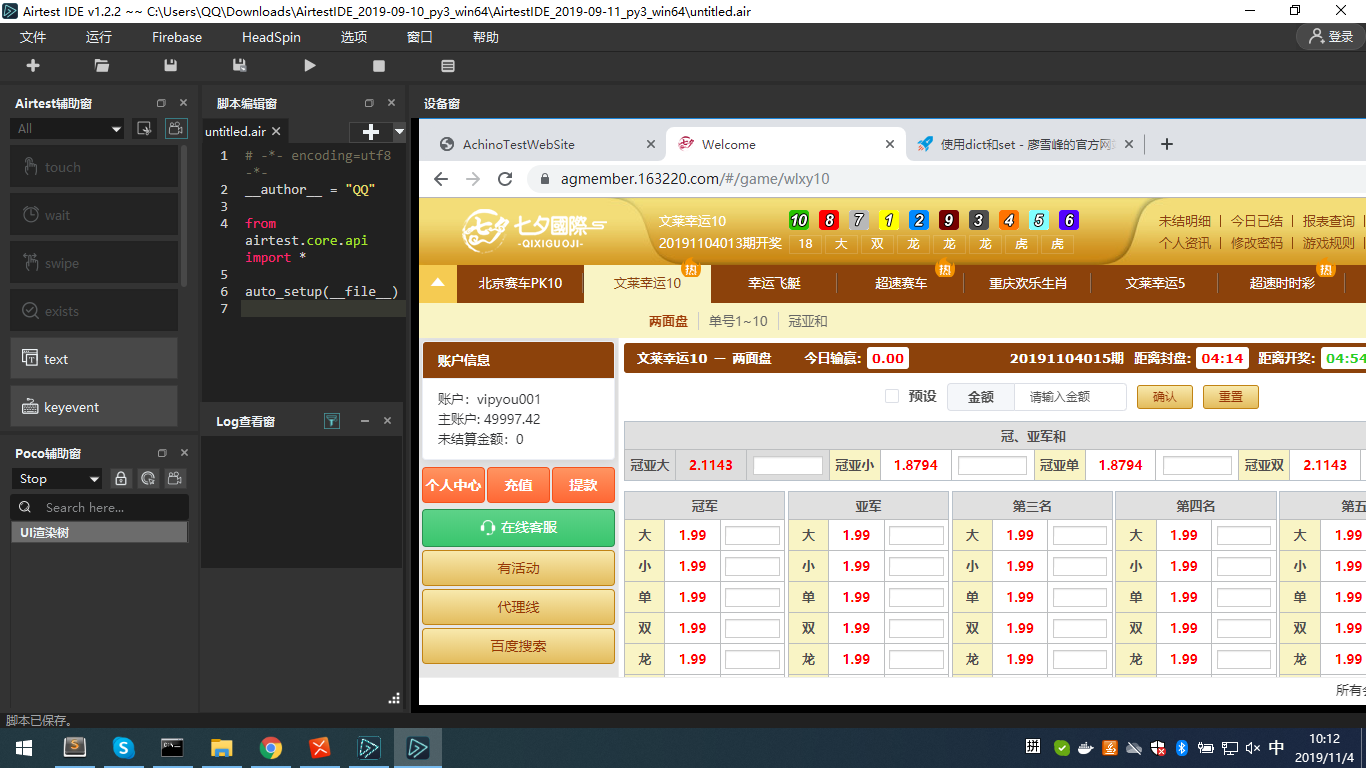 Airtest IDE v1.2.2 ~~ C:\Users\QQ\Downloads\AirtestIDE_2019-09-10_py3_win64\AirtestIDE_2019-09-11_py3_win64\untitled.air
文件 运行 Firebase HeadSpin 选项 窗口 帮助 登录
Airtest辅助窗
All
touch
wait
swipe
exists
text
keyevent
Poco辅助窗
Stop
Search here...
UI渲染树
脚本编辑窗
untitled.air
1 # -*- encoding=utf8
-*-
2 __author__ = "QQ"
3
4 from
airtest.core.api
import *
5
6 auto_setup(__file__)
7
Log查看窗
设备窗
AchinoTestWebSite
Welcome
使用dict和set - 廖雪峰的官方网
agmember.163220.com/#/game/wlxy10
七夕國際
-QIXIGUOJI-
文莱幸运10 10 8 7 1 2 9 3 4 5 6
20191104013期开奖 18 大 双 龙 龙 龙 虎 虎
未结明细 | 今日已结 | 报表查询 |
个人资讯 | 修改密码 | 游戏规则 |
热 热 热
北京赛车PK10 文莱幸运10 幸运飞艇 超速赛车 重庆欢乐生肖 文莱幸运5 超速时时彩
两面盘 单号1~10 冠亚和
账户信息
账户：vipyou001
主账户: 49997.42
未结算金额：0
个人中心 充值 提款
在线客服
有活动
代理线
百度搜索
文莱幸运10 － 两面盘 今日输赢: 0.00 20191104015期 距离封盘: 04:14 距离开奖: 04:54
预设 金额 请输入金额 确认 重置
冠、亚军和
冠亚大 2.1143 冠亚小 1.8794 冠亚单 1.8794 冠亚双 2.1143
冠军 亚军 第三名 第四名 第五
大 1.99 大 1.99 大 1.99 大 1.99 大 1.99
小 1.99 小 1.99 小 1.99 小 1.99 小 1.99
单 1.99 单 1.99 单 1.99 单 1.99 单 1.99
双 1.99 双 1.99 双 1.99 双 1.99 双 1.99
龙 1.99 龙 1.99 龙 1.99 龙 1.99 龙 1.99
所有
脚本已保存。
拼 中
10:12
2019/11/4